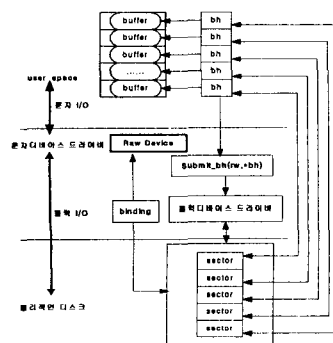 buffer bh
buffer bh
buffer bh
...... bh
buffer bh
user space
문자 I/O
문자디바이스 드라이버
Raw Device
submit_bh(rw,*bh)
블럭 I/O
binding
블럭디바이스 드라이버
물리적인 디스크
sector
sector
sector
sector
sector